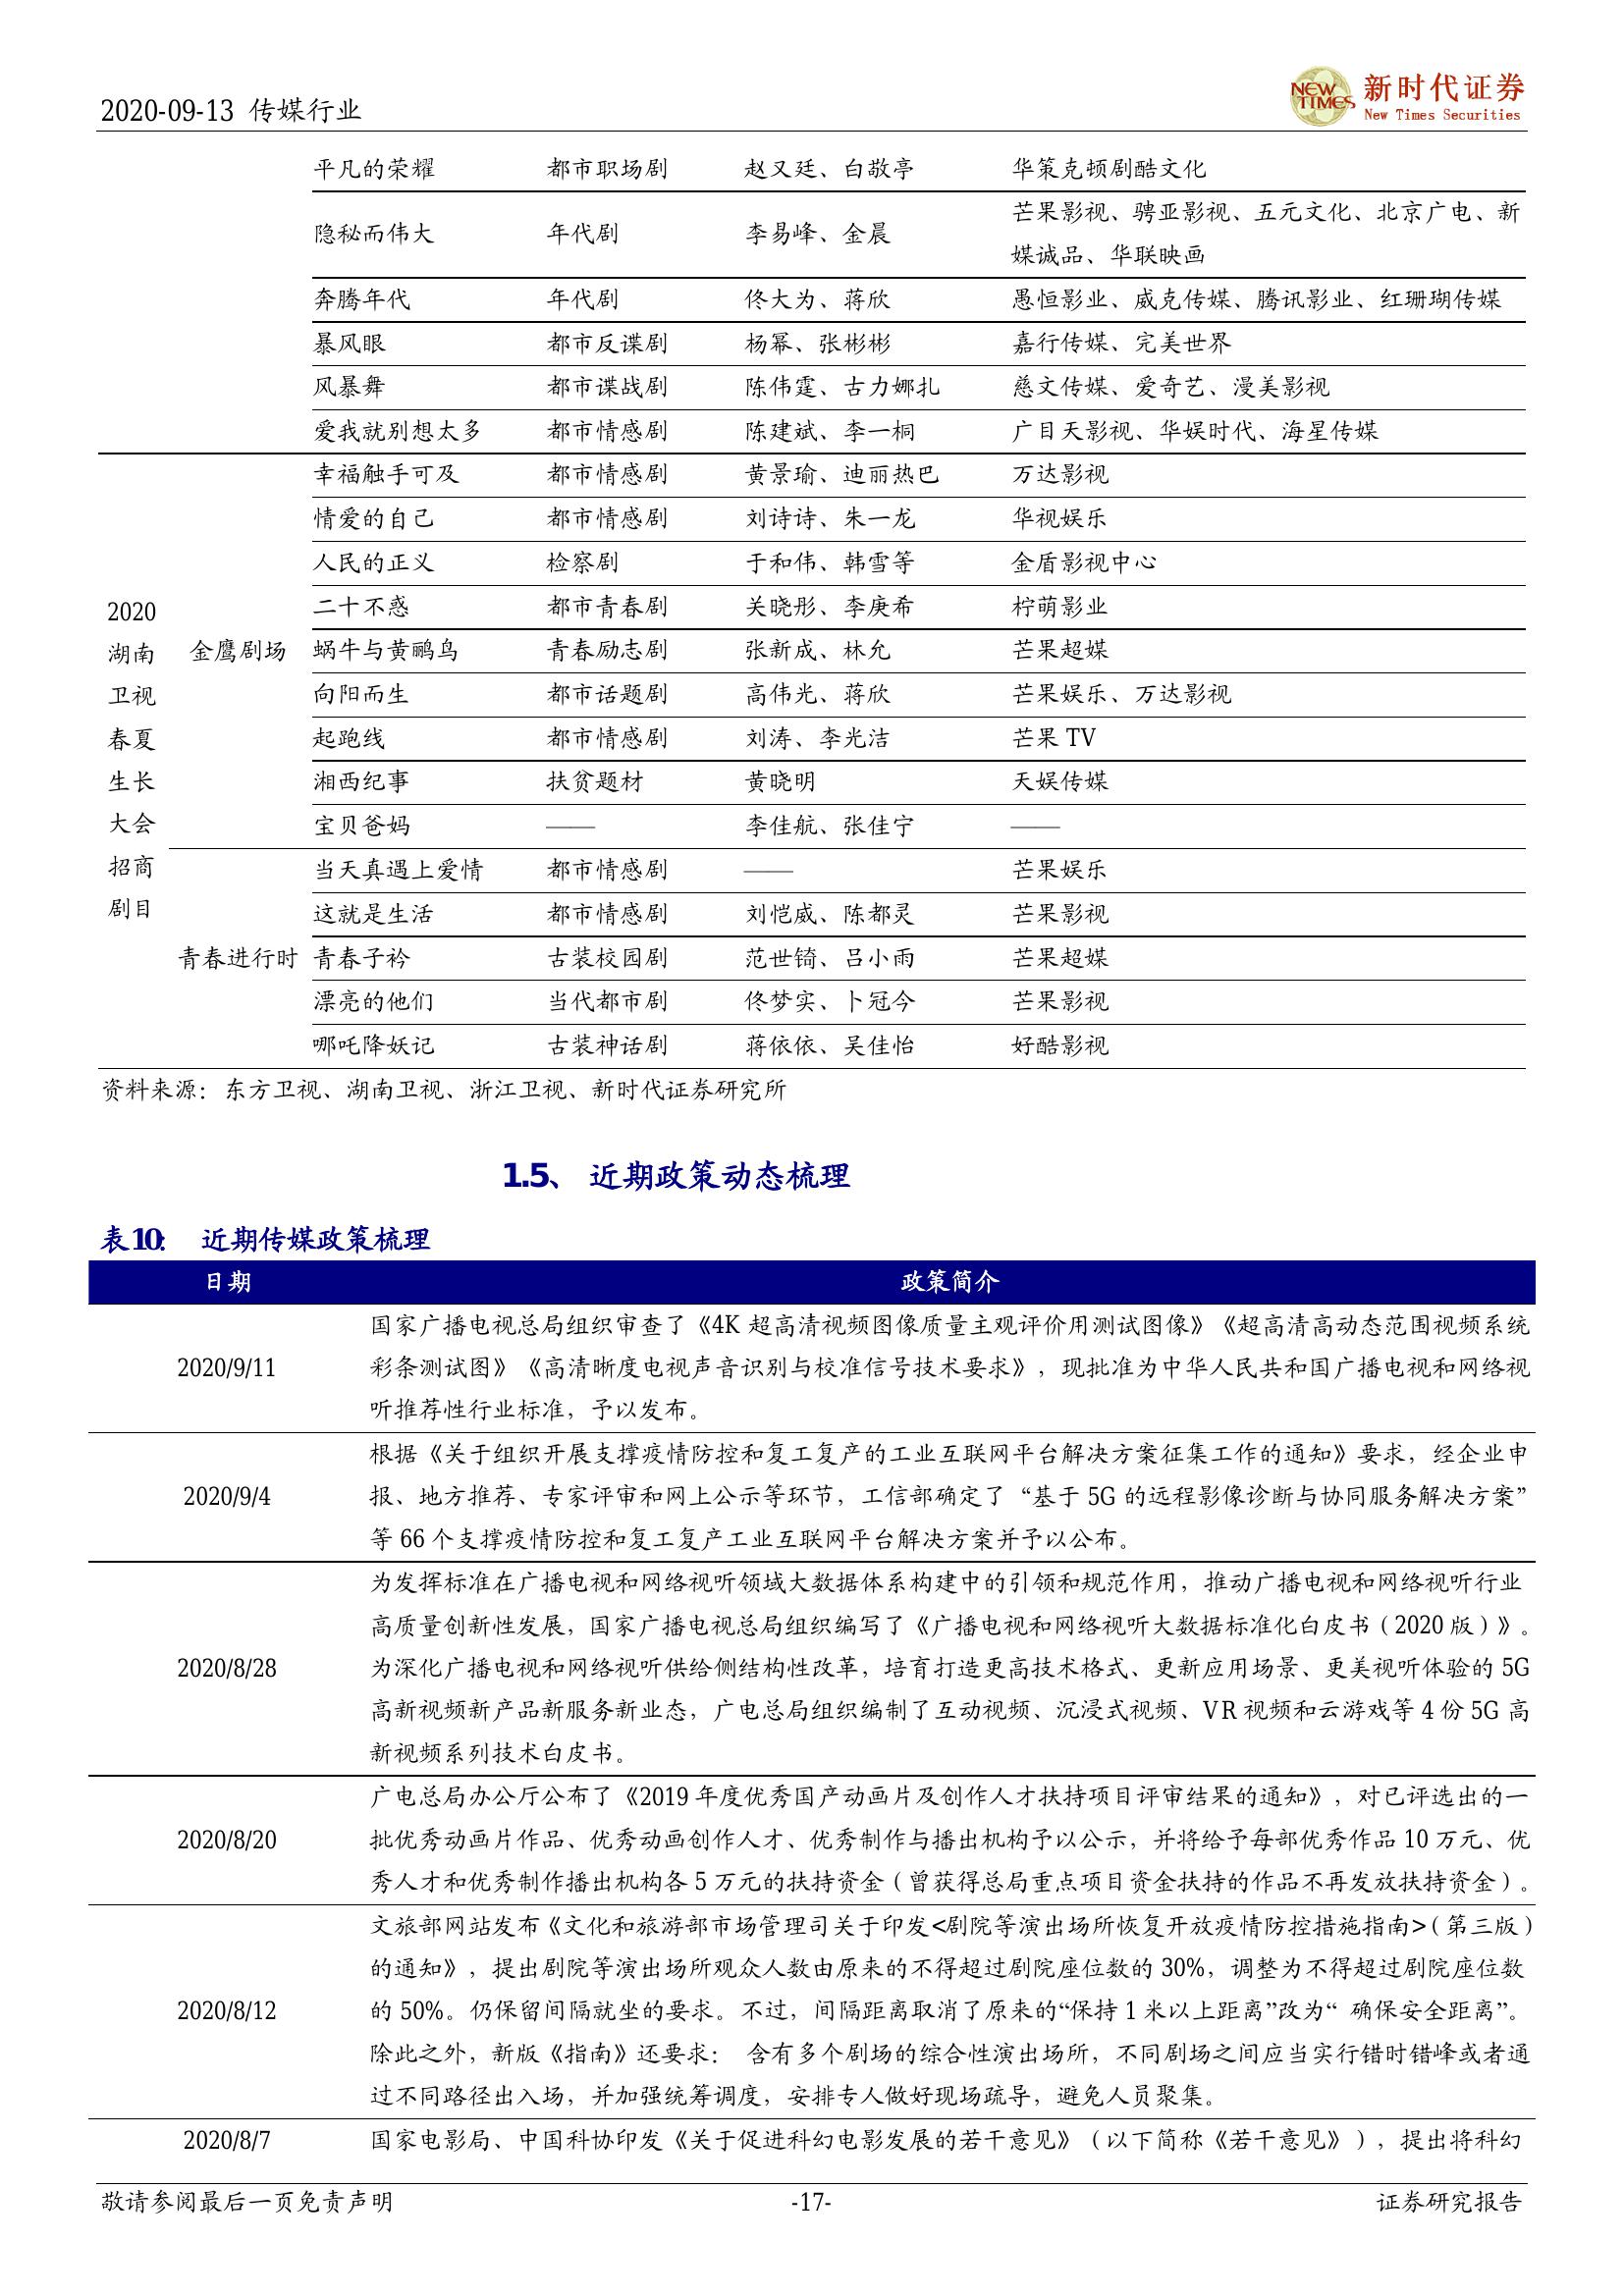 2020-09-13 传媒行业
NEW TIMES 新时代证券
New Times Securities
平凡的荣耀 都市职场剧 赵又廷、白敬亭 华策克顿剧酷文化
隐秘而伟大 年代剧 李易峰、金晨 芒果影视、骋亚影视、五元文化、北京广电、新
媒诚品、华联映画
奔腾年代 年代剧 佟大为、蒋欣 愚恒影业、威克传媒、腾讯影业、红珊瑚传媒
暴风眼 都市反谍剧 杨幂、张彬彬 嘉行传媒、完美世界
风暴舞 都市谍战剧 陈伟霆、古力娜扎 慈文传媒、爱奇艺、漫美影视
爱我就别想太多 都市情感剧 陈建斌、李一桐 广目天影视、华娱时代、海星传媒
2020
湖南
卫视
春夏
生长
大会
招商
剧目
金鹰剧场
幸福触手可及 都市情感剧 黄景瑜、迪丽热巴 万达影视
情爱的自己 都市情感剧 刘诗诗、朱一龙 华视娱乐
人民的正义 检察剧 于和伟、韩雪等 金盾影视中心
二十不惑 都市青春剧 关晓彤、李庚希 柠萌影业
蜗牛与黄鹂鸟 青春励志剧 张新成、林允 芒果超媒
向阳而生 都市话题剧 高伟光、蒋欣 芒果娱乐、万达影视
起跑线 都市情感剧 刘涛、李光洁 芒果 TV
湘西纪事 扶贫题材 黄晓明 天娱传媒
宝贝爸妈 —— 李佳航、张佳宁 ——
青春进行时
当天真遇上爱情 都市情感剧 —— 芒果娱乐
这就是生活 都市情感剧 刘恺威、陈都灵 芒果影视
青春子衿 古装校园剧 范世锜、吕小雨 芒果超媒
漂亮的他们 当代都市剧 佟梦实、卜冠今 芒果影视
哪吒降妖记 古装神话剧 蒋依依、吴佳怡 好酷影视
资料来源：东方卫视、湖南卫视、浙江卫视、新时代证券研究所
1.5、 近期政策动态梳理
表10： 近期传媒政策梳理
日期 政策简介
2020/9/11
国家广播电视总局组织审查了《4K 超高清视频图像质量主观评价用测试图像》《超高清高动态范围视频系统
彩条测试图》《高清晰度电视声音识别与校准信号技术要求》，现批准为中华人民共和国广播电视和网络视
听推荐性行业标准，予以发布。
2020/9/4
根据《关于组织开展支撑疫情防控和复工复产的工业互联网平台解决方案征集工作的通知》要求，经企业申
报、地方推荐、专家评审和网上公示等环节，工信部确定了“基于 5G 的远程影像诊断与协同服务解决方案”
等 66 个支撑疫情防控和复工复产工业互联网平台解决方案并予以公布。
2020/8/28
为发挥标准在广播电视和网络视听领域大数据体系构建中的引领和规范作用，推动广播电视和网络视听行业
高质量创新性发展，国家广播电视总局组织编写了《广播电视和网络视听大数据标准化白皮书（2020 版）》。
为深化广播电视和网络视听供给侧结构性改革，培育打造更高技术格式、更新应用场景、更美视听体验的 5G
高新视频新产品新服务新业态，广电总局组织编制了互动视频、沉浸式视频、VR 视频和云游戏等 4 份 5G 高
新视频系列技术白皮书。
2020/8/20
广电总局办公厅公布了《2019 年度优秀国产动画片及创作人才扶持项目评审结果的通知》，对已评选出的一
批优秀动画片作品、优秀动画创作人才、优秀制作与播出机构予以公示，并将给予每部优秀作品 10 万元、优
秀人才和优秀制作播出机构各 5 万元的扶持资金（曾获得总局重点项目资金扶持的作品不再发放扶持资金）。
2020/8/12
文旅部网站发布《文化和旅游部市场管理司关于印发<剧院等演出场所恢复开放疫情防控措施指南>（第三版）
的通知》，提出剧院等演出场所观众人数由原来的不得超过剧院座位数的 30%，调整为不得超过剧院座位数
的 50%。仍保留间隔就坐的要求。不过，间隔距离取消了原来的“保持 1 米以上距离”改为“ 确保安全距离”。
除此之外，新版《指南》还要求： 含有多个剧场的综合性演出场所，不同剧场之间应当实行错时错峰或者通
过不同路径出入场，并加强统筹调度，安排专人做好现场疏导，避免人员聚集。
2020/8/7 国家电影局、中国科协印发《关于促进科幻电影发展的若干意见》（以下简称《若干意见》），提出将科幻
敬请参阅最后一页免责声明 -17- 证券研究报告